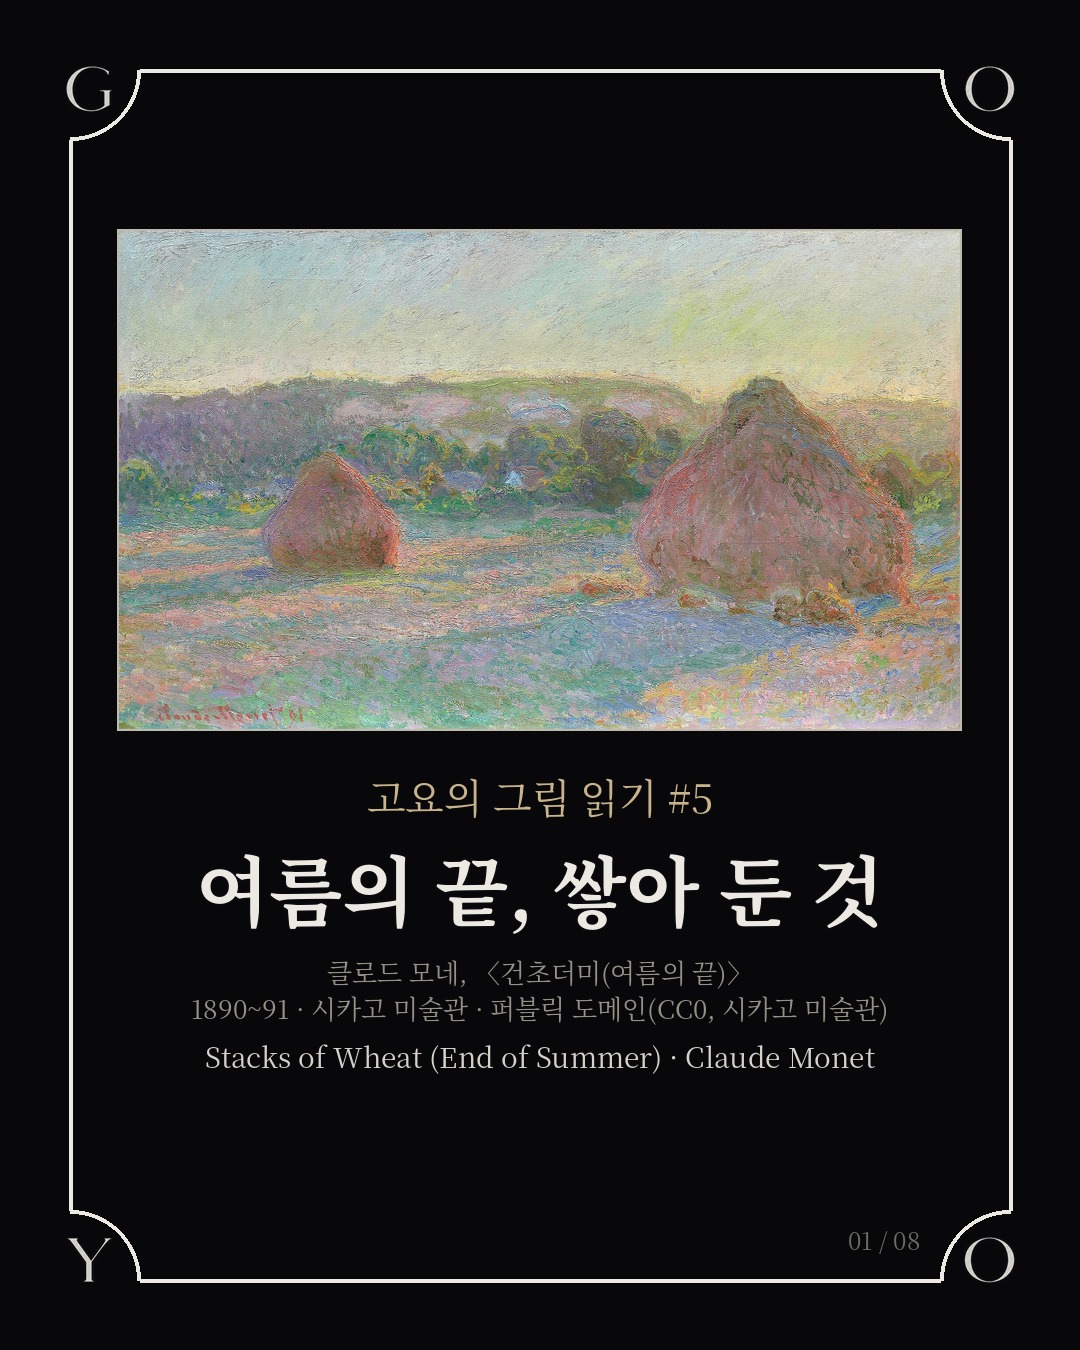 G O
고요의 그림 읽기 #5
여름의 끝, 쌓아 둔 것
클로드 모네, 〈건초더미(여름의 끝)〉
1890~91 · 시카고 미술관 · 퍼블릭 도메인(CC0, 시카고 미술관)
Stacks of Wheat (End of Summer) · Claude Monet
01 / 08
Y O